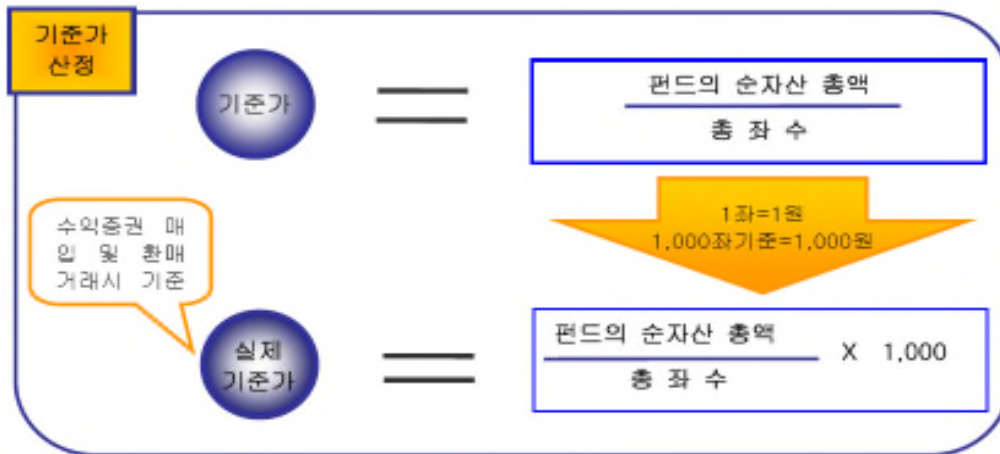 기준가
산정
기준가
펀드의 순자산 총액
총 좌 수
1좌=1원
1,000좌기준=1,000원
수익증권 매
입 및 환매
거래시 기준
실제
기준가
펀드의 순자산 총액
총 좌 수
X 1,000